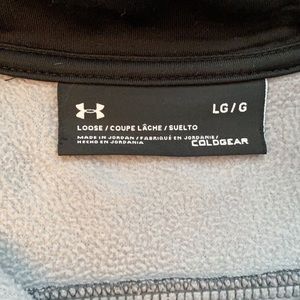 LG / G
LOOSE / COUPE LÂCHE / SUELTO
MADE IN JORDAN / FABRIQUÉ EN JORDANIE /
HECHO EN JORDANIA
COLDGEAR